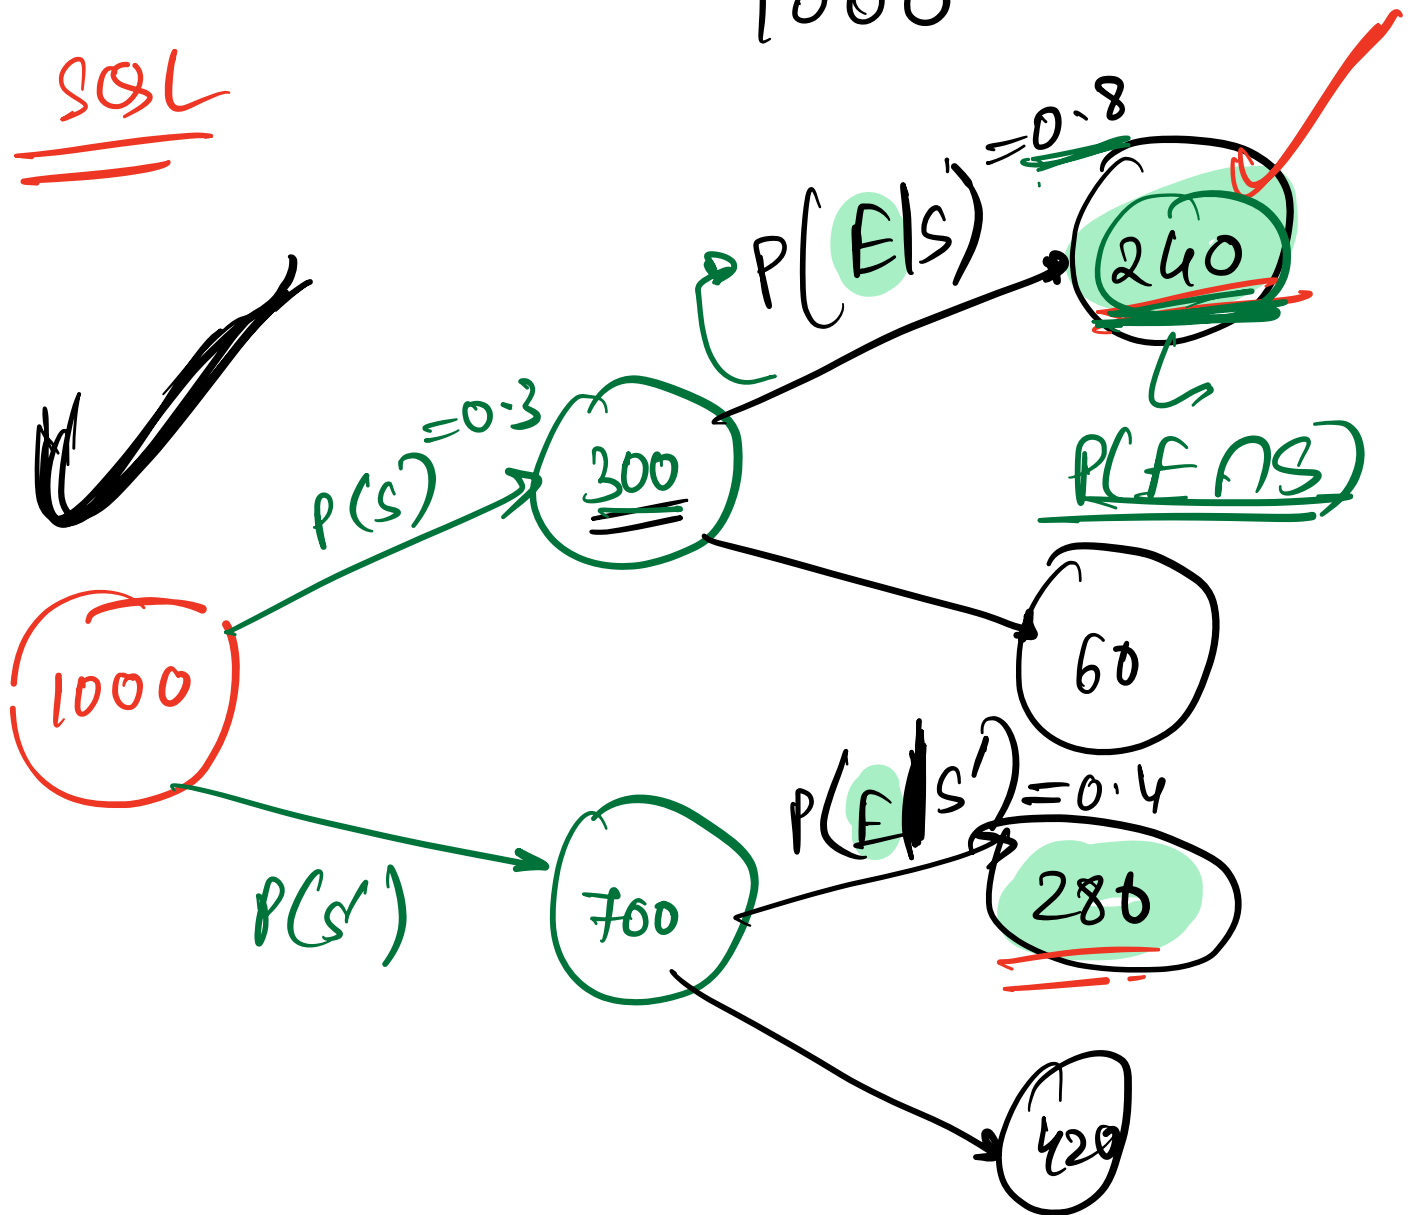 1000
SQL
P(E|S) = 0.8
240
P(S) = 0.3
300
P(E∩S)
1000
60
P(E|S') = 0.4
P(S')
700
280
420